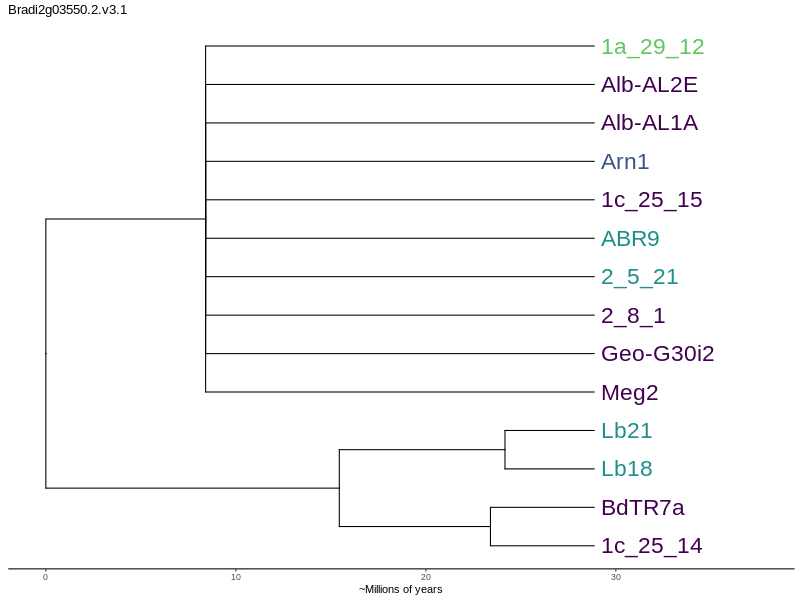 Bradi2g03550.2.v3.1
1a_29_12
Alb-AL2E
Alb-AL1A
Arn1
1c_25_15
ABR9
2_5_21
2_8_1
Geo-G30i2
Meg2
Lb21
Lb18
BdTR7a
1c_25_14
0 10 20 30
~Millions of years